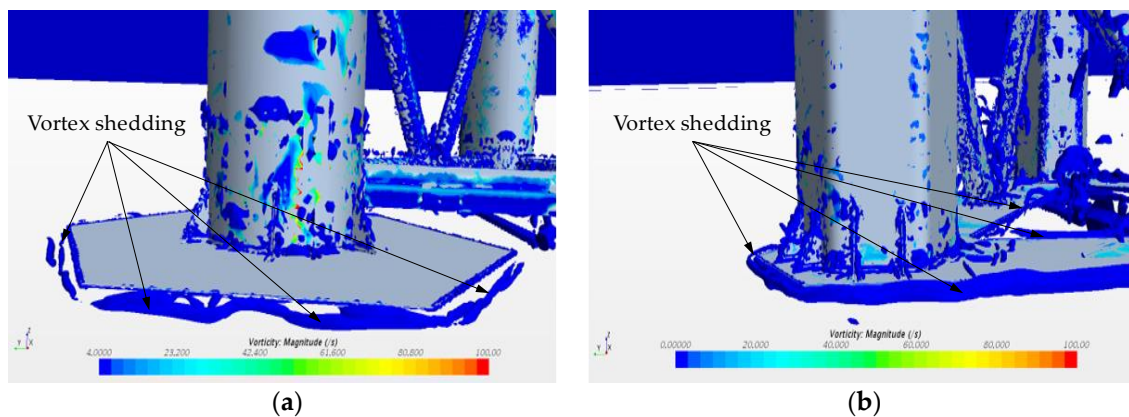 Vortex shedding
Vortex shedding
Z
Y X
Vorticity: Magnitude (/s)
4,0000 23,200 42,400 61,600 80,800 100,00
Z
Y X
Vorticity: Magnitude (/s)
0,00000 20,000 40,000 60,000 80,000 100,00
(a)
(b)